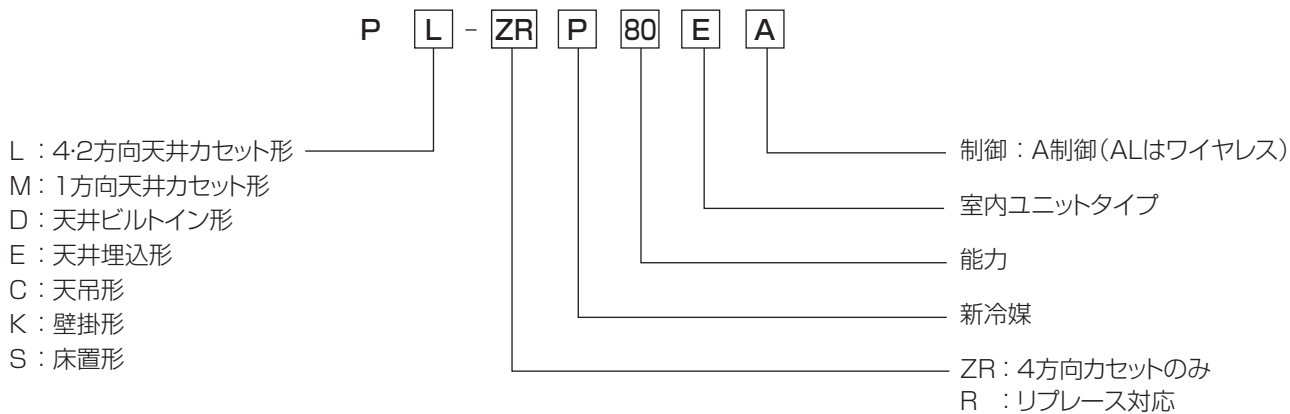 P L - ZR P 80 E A
L：4・2方向天井カセット形
M：1方向天井カセット形
D：天井ビルトイン形
E：天井埋込形
C：天吊形
K：壁掛形
S：床置形
制御：A制御（ALはワイヤレス）
室内ユニットタイプ
能力
新冷媒
ZR：4方向カセットのみ
R ：リプレース対応